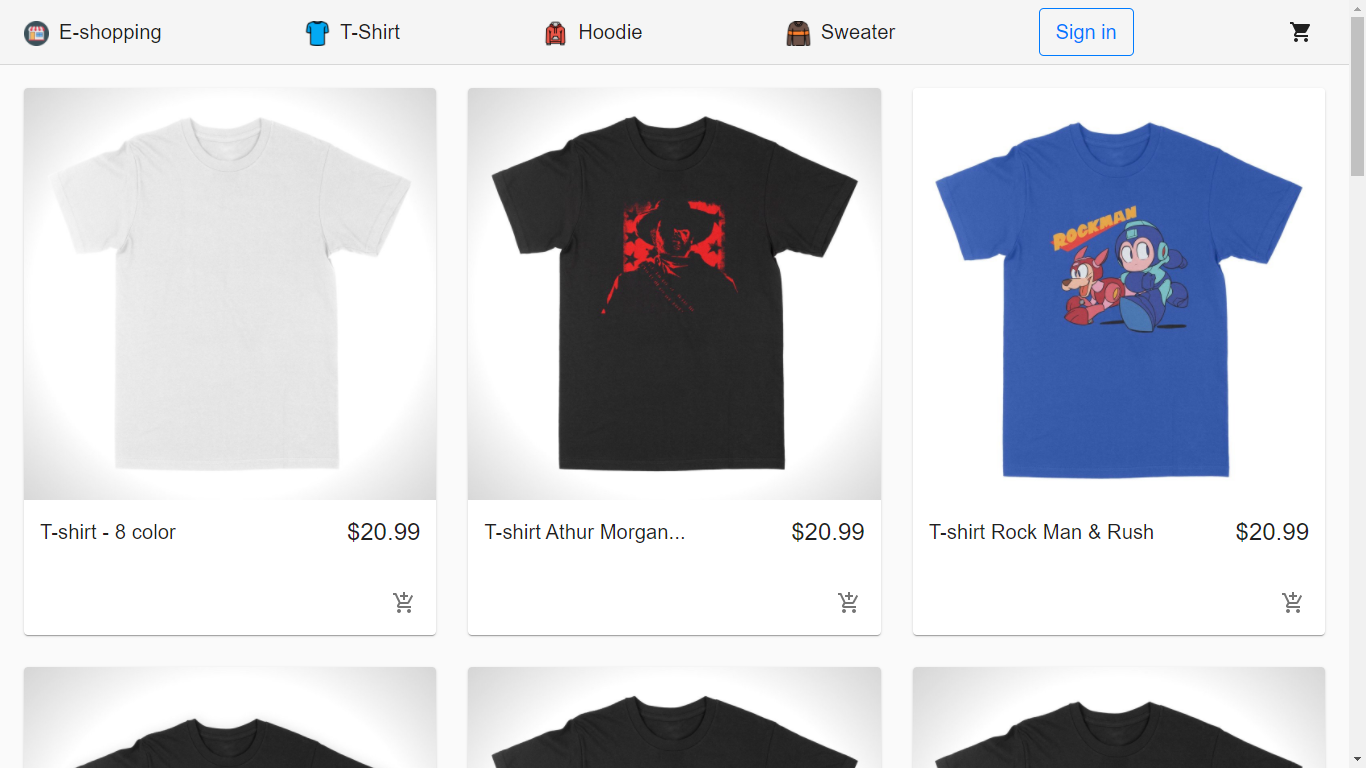 E-shopping
T-Shirt
Hoodie
Sweater
Sign in
ROCKMAN
T-shirt - 8 color
$20.99
T-shirt Athur Morgan...
$20.99
T-shirt Rock Man & Rush
$20.99